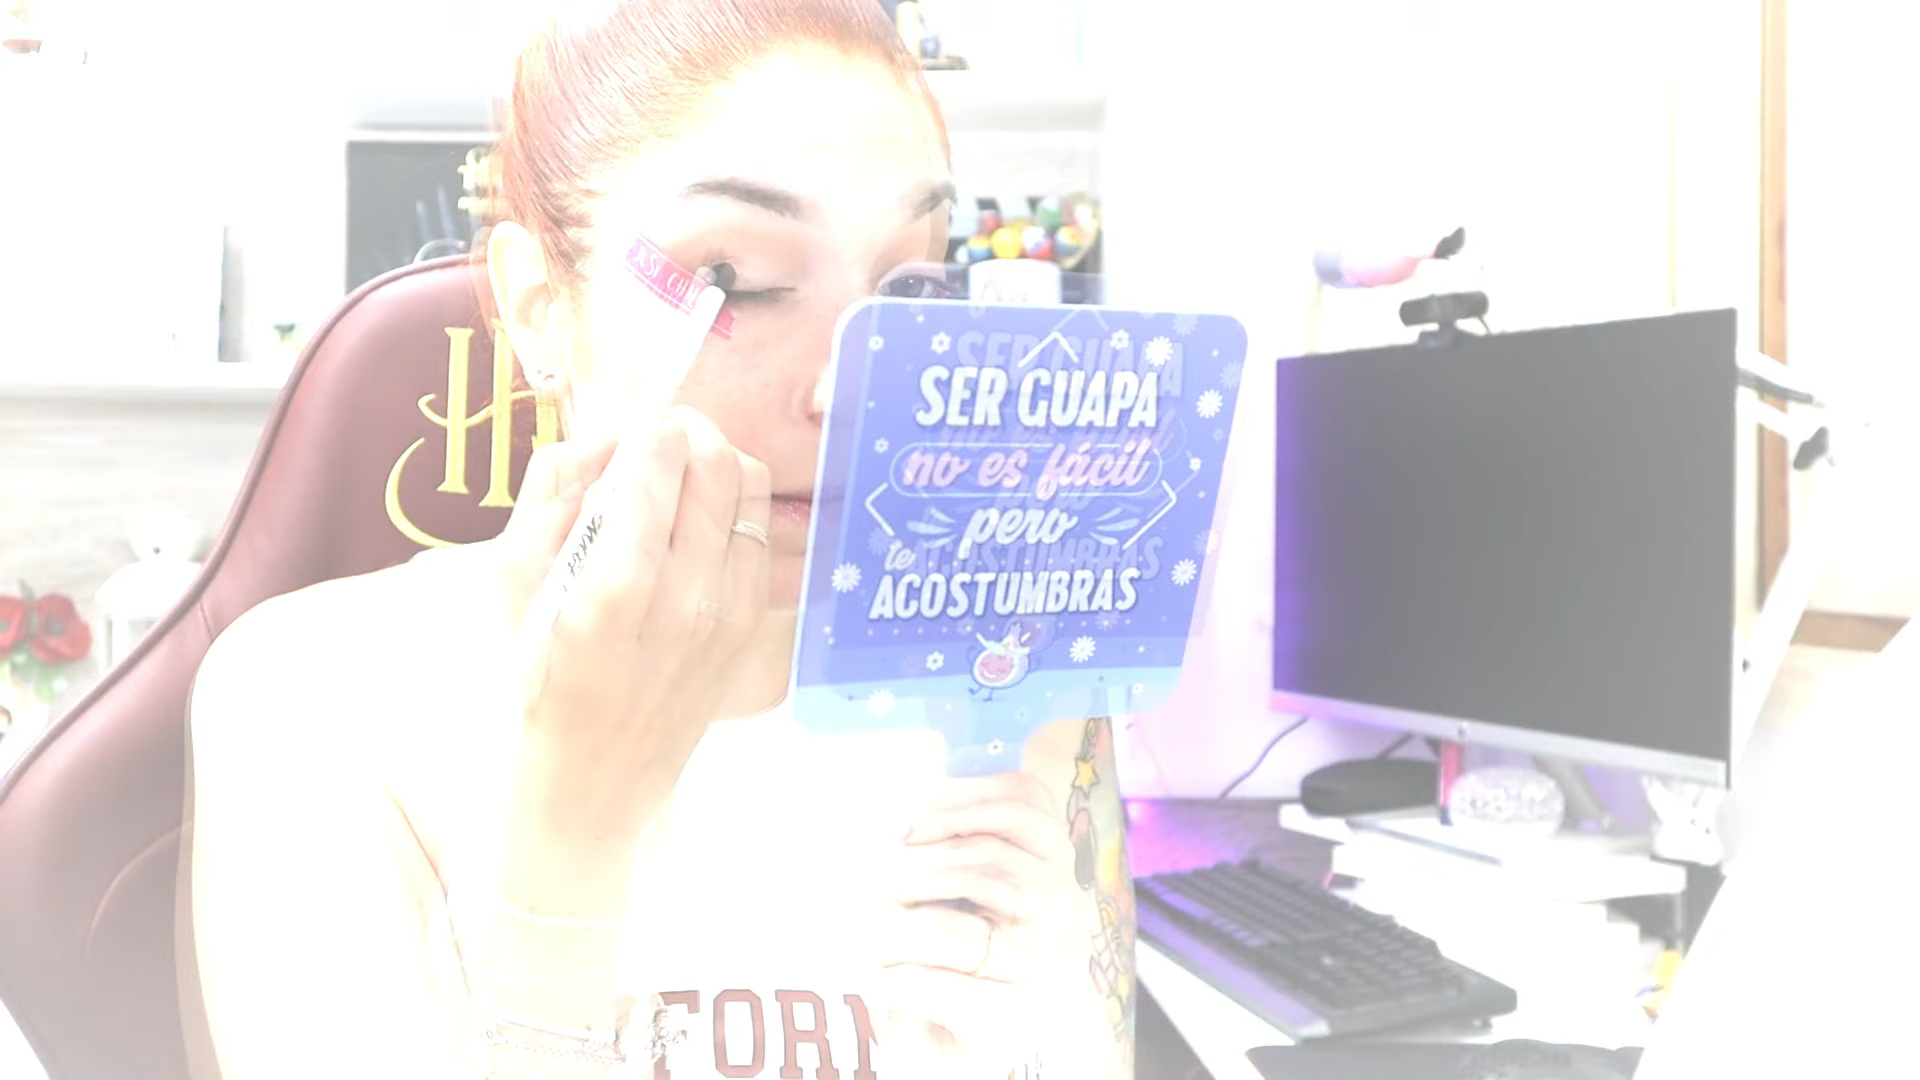 SER GUAPA
no es fácil
pero
te
ACOSTUMBRAS